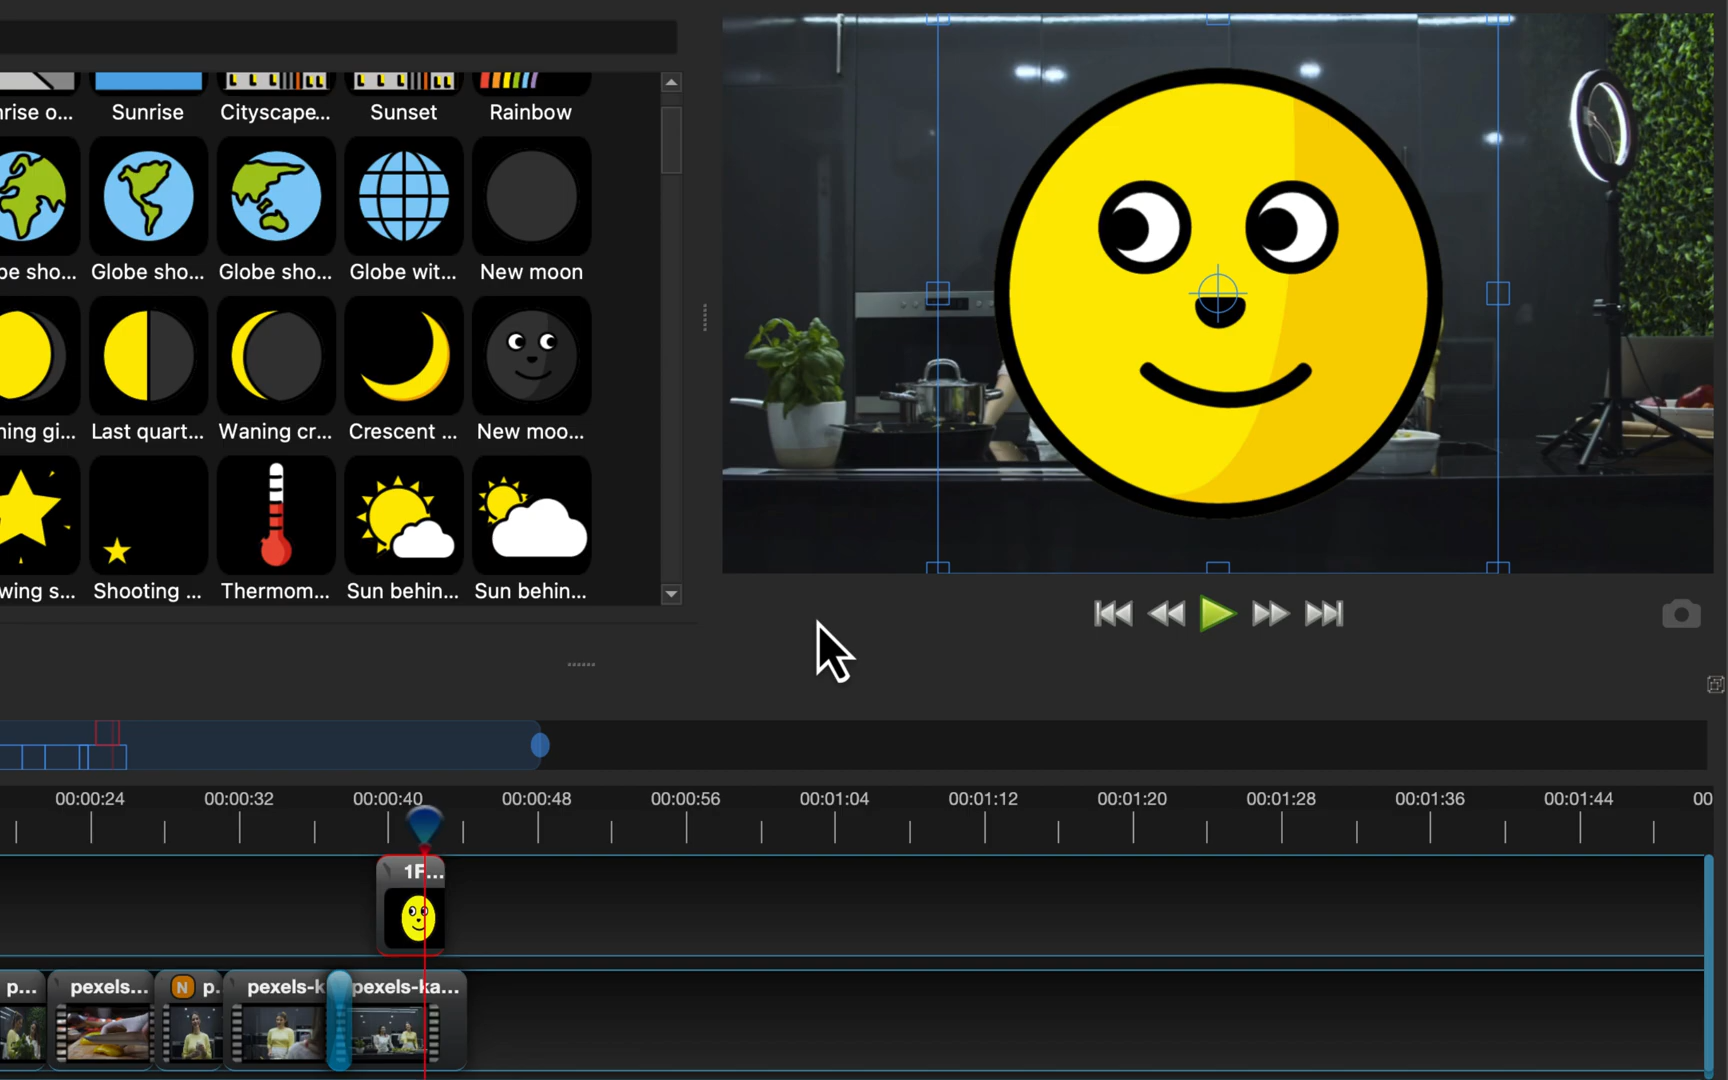 nrise o... Sunrise Cityscape... Sunset Rainbow
be sho... Globe sho... Globe sho... Globe wit... New moon
ning gi... Last quart... Waning cr... Crescent ... New moo...
wing s... Shooting ... Thermom... Sun behin... Sun behin...
00:00:24 00:00:32 00:00:40 00:00:48 00:00:56 00:01:04 00:01:12 00:01:20 00:01:28 00:01:36 00:01:44 00
1F...
p... pexels... N p. pexels-k pexels-ka...